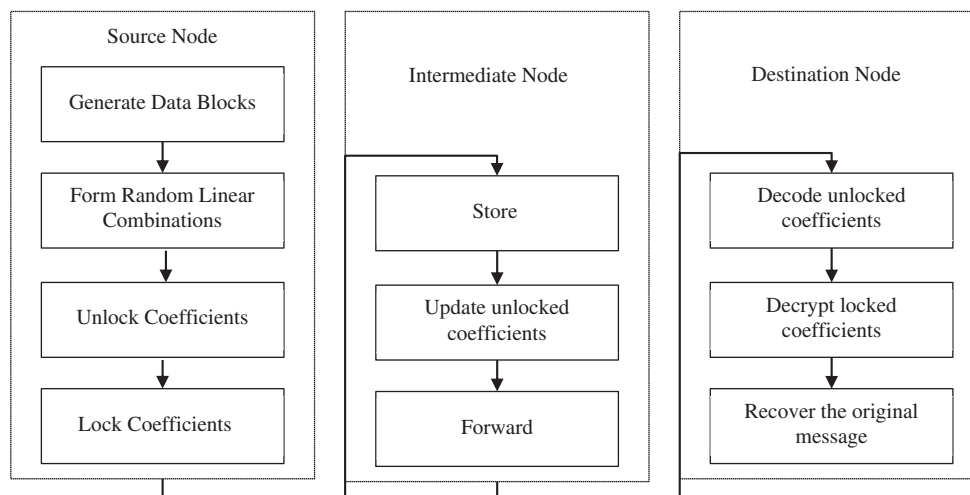 Source Node
Generate Data Blocks
Form Random Linear
Combinations
Unlock Coefficients
Lock Coefficients
Intermediate Node
Store
Update unlocked
coefficients
Forward
Destination Node
Decode unlocked
coefficients
Decrypt locked
coefficients
Recover the original
message